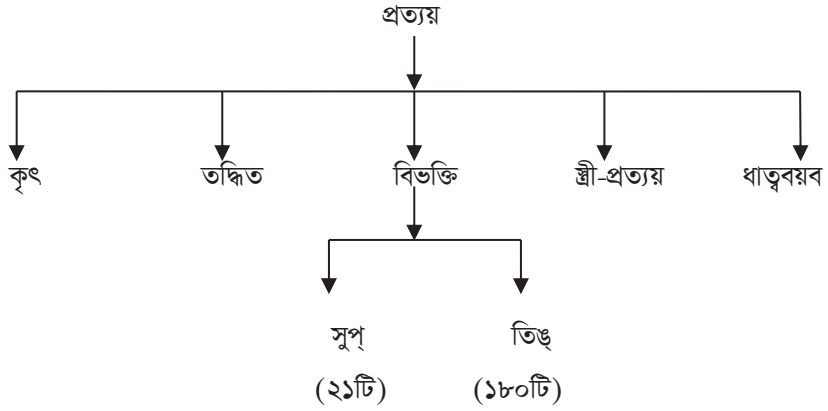 প্রত্যয়
কৃৎ তদ্ধিত বিভক্তি স্ত্রী-প্রত্যয় ধাত্ববয়ব
সুপ্ তিঙ্
(২১টি) (১৮০টি)